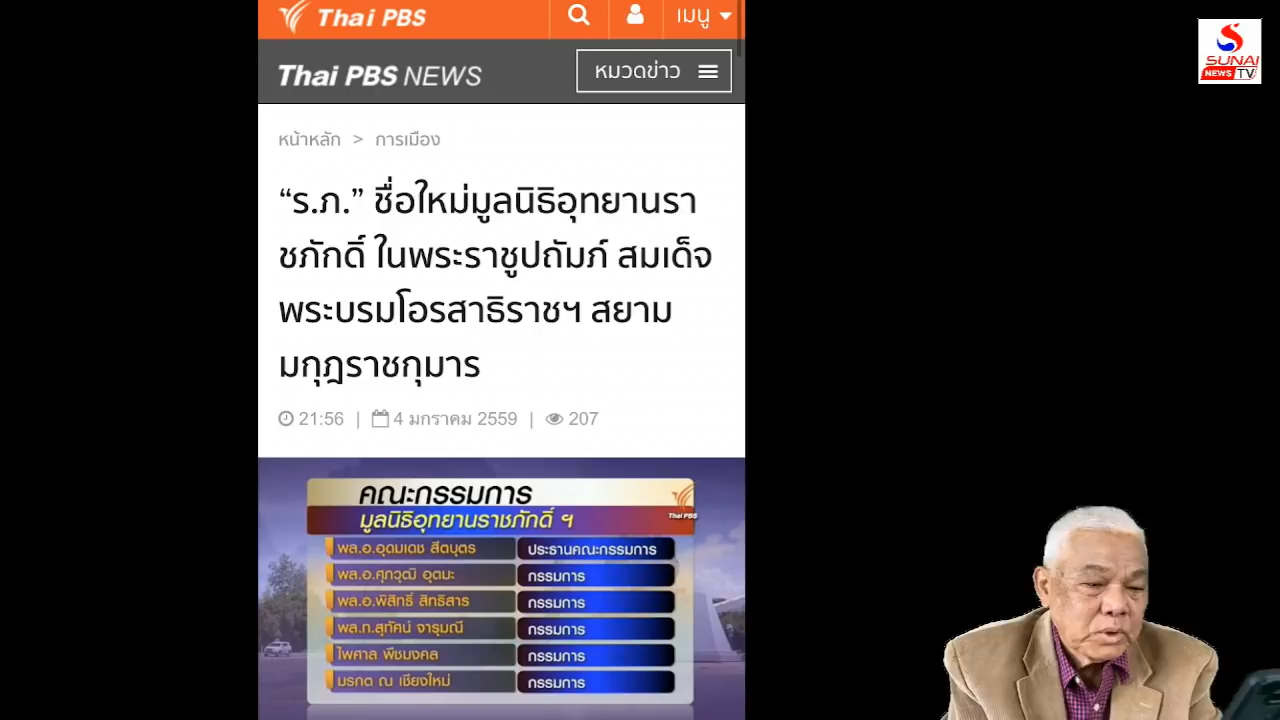 Thai PBS
เมนู
SUNAI
NEWS TV
Thai PBS NEWS
หมวดข่าว
หน้าหลัก > การเมือง
“ร.ภ.” ชื่อใหม่มูลนิธิอุทยานรา
ชภักดิ์ ในพระราชูปถัมภ์ สมเด็จ
พระบรมโอรสาธิราชฯ สยาม
มกุฎราชกุมาร
21:56 | 4 มกราคม 2559 | 207
คณะกรรมการ
มูลนิธิอุทยานราชภักดิ์ ฯ
Thai PBS
พล.อ.อุดมเดช สีตบุตร ประธานคณะกรรมการ
พล.อ.ศุภวุฒิ อุตมะ กรรมการ
พล.อ.พิสิทธิ์ สิทธิสาร กรรมการ
พล.ท.สุทัศน์ จารุมณี กรรมการ
ไพศาล พืชมงคล กรรมการ
มรกต ณ เชียงใหม่ กรรมการ